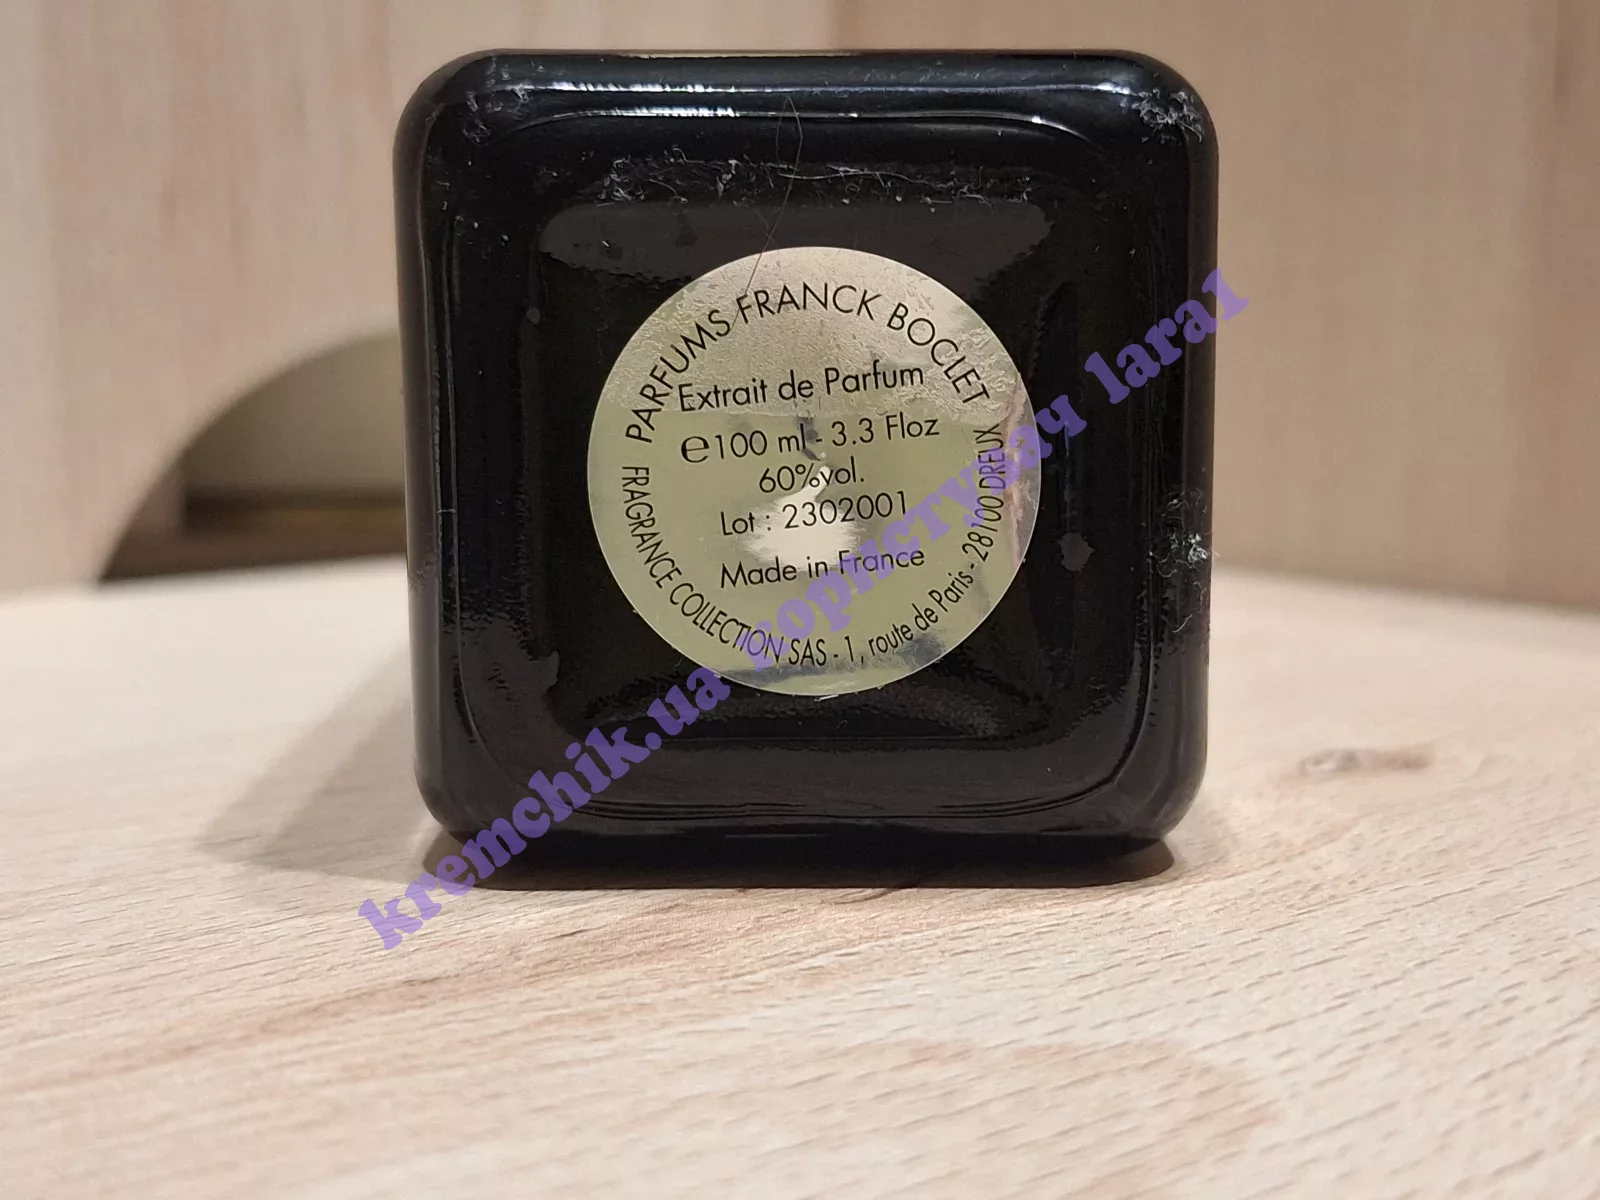 PARFUMS FRANCK BOCLET
Extrait de Parfum
℮100 ml - 3.3 Floz
60%vol.
Lot : 2302001
Made in France
FRAGRANCE COLLECTION SAS - 1, route de Paris - 28100 DREUX
kremchik.ua користувач lara1